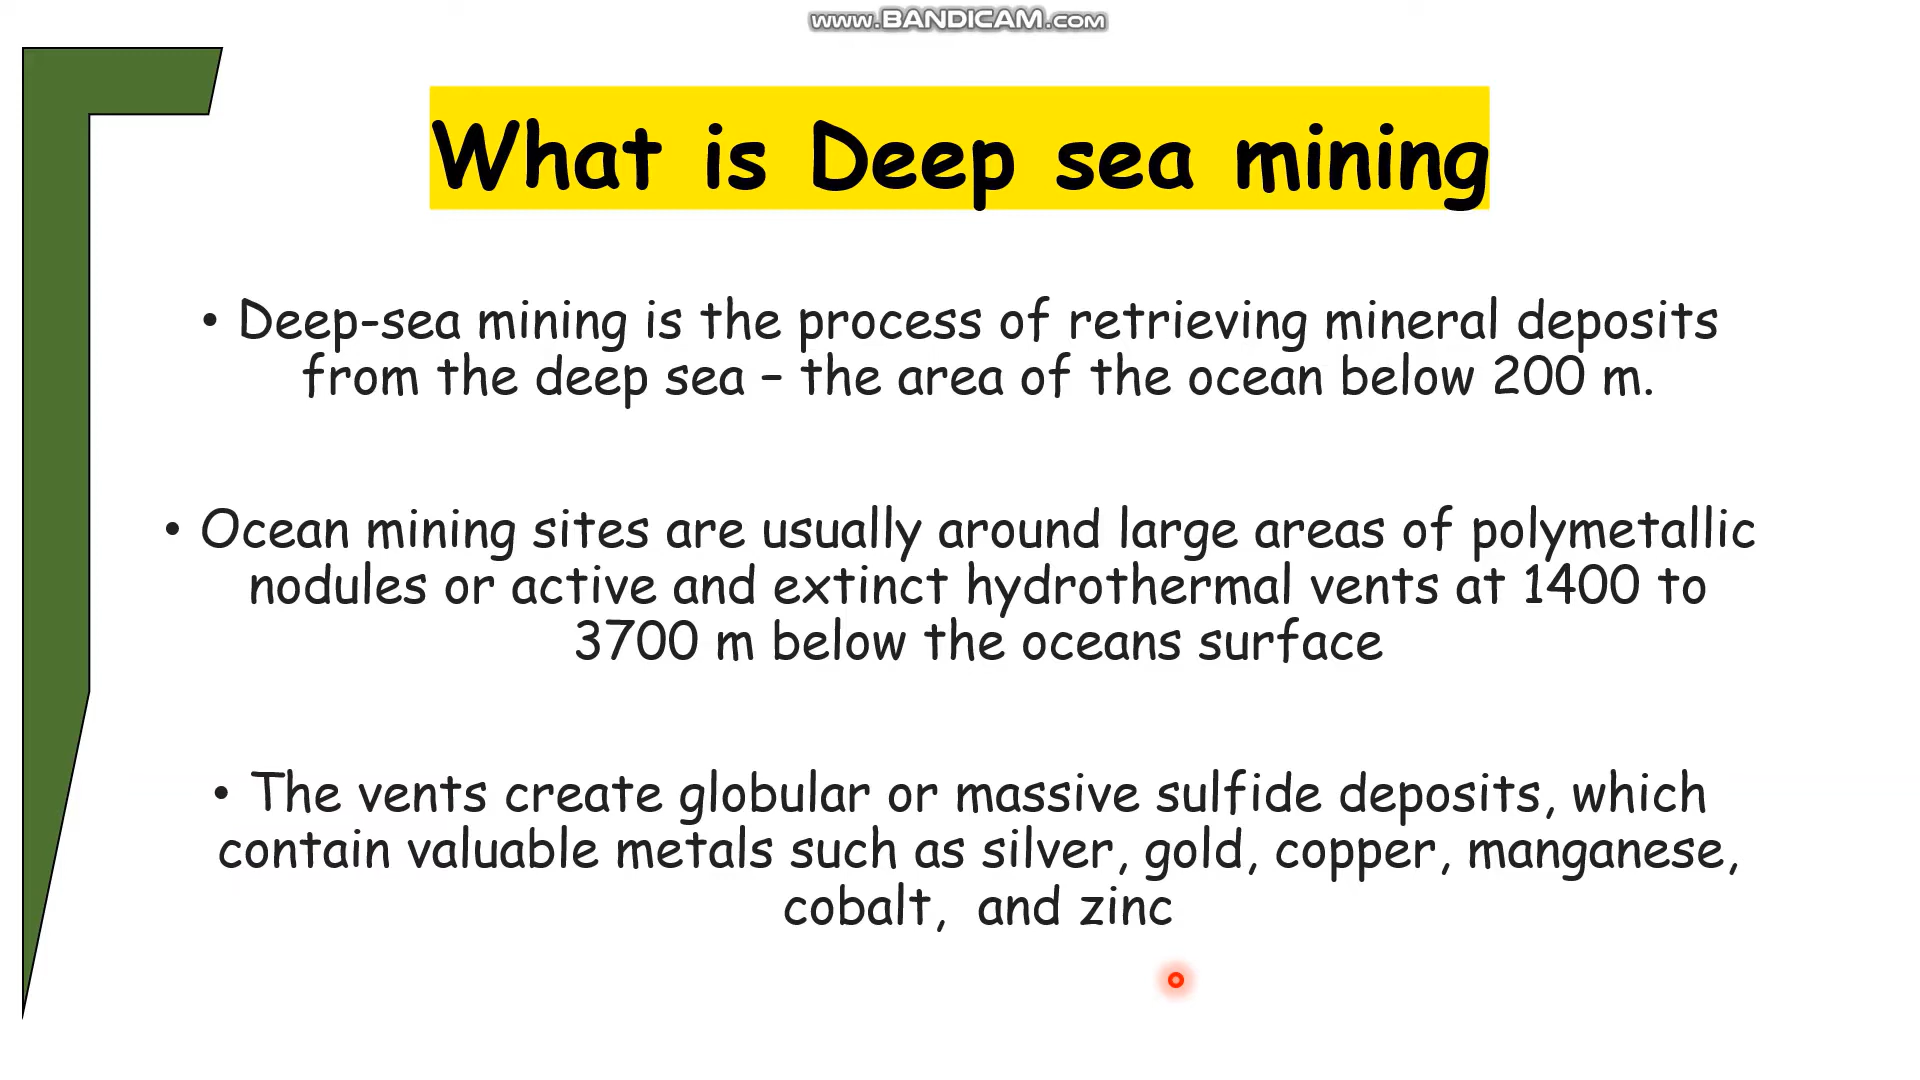 www.BANDICAM.com
What is Deep sea mining
• Deep-sea mining is the process of retrieving mineral deposits
from the deep sea – the area of the ocean below 200 m.
• Ocean mining sites are usually around large areas of polymetallic
nodules or active and extinct hydrothermal vents at 1400 to
3700 m below the oceans surface
• The vents create globular or massive sulfide deposits, which
contain valuable metals such as silver, gold, copper, manganese,
cobalt,  and zinc